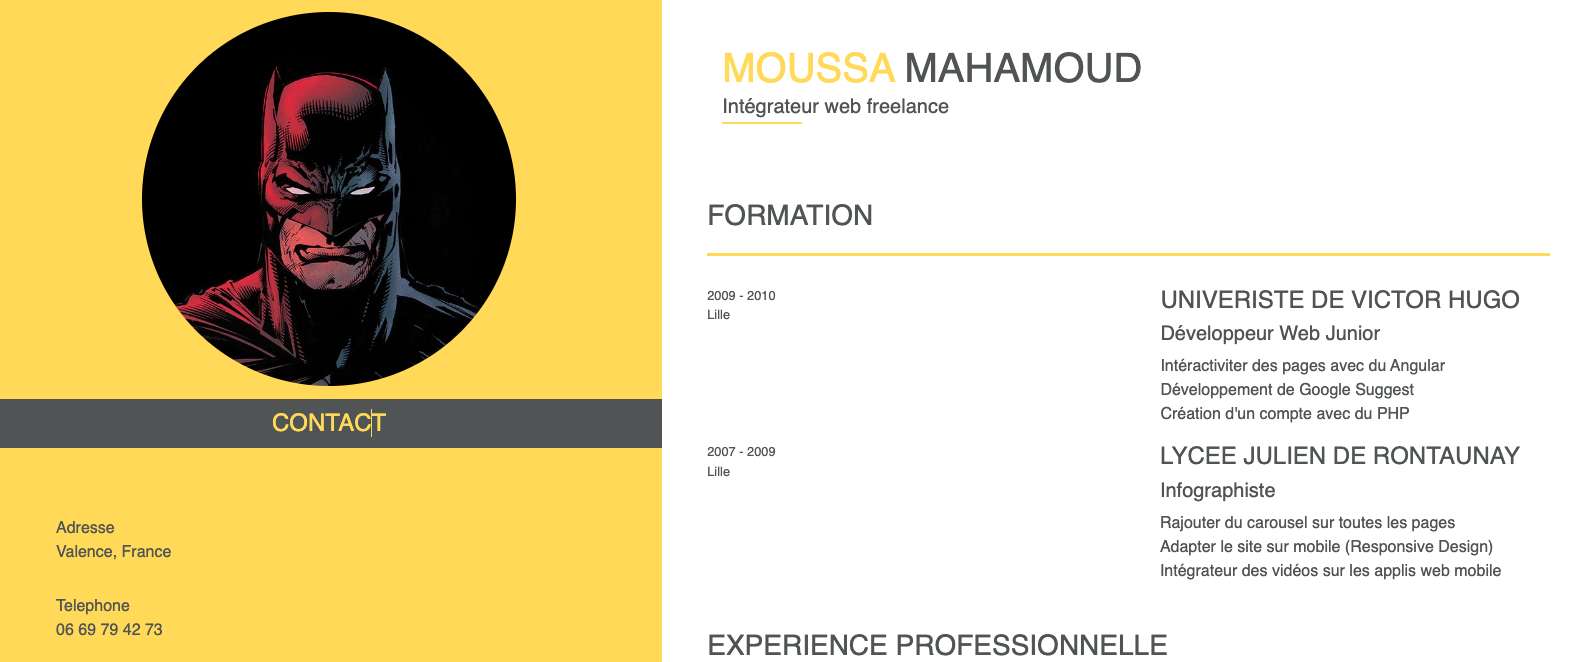 MOUSSA MAHAMOUD
Intégrateur web freelance
CONTACT
Adresse
Valence, France
Telephone
06 69 79 42 73
FORMATION
2009 - 2010
Lille
UNIVERISTE DE VICTOR HUGO
Développeur Web Junior
Intéractiviter des pages avec du Angular
Développement de Google Suggest
Création d'un compte avec du PHP
2007 - 2009
Lille
LYCEE JULIEN DE RONTAUNAY
Infographiste
Rajouter du carousel sur toutes les pages
Adapter le site sur mobile (Responsive Design)
Intégrateur des vidéos sur les applis web mobile
EXPERIENCE PROFESSIONNELLE